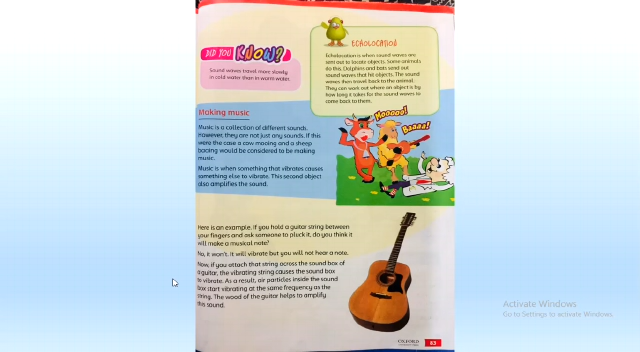 DID YOU KNOW?
Sound waves travel more slowly
in cold water than in warm water.
ECHOLOCATION
Echolocation is when sound waves are
sent out to locate objects. Some animals
do this. Dolphins and bats send out
sound waves that hit objects. The sound
waves then travel back to the animal.
They can work out where an object is by
how long it takes for the sound waves to
come back to them.
Making music
Music is a collection of different sounds.
However, they are not just any sounds. If this
were the case a cow mooing and a sheep
baaing would be considered to be making
music.
Music is when something that vibrates causes
something else to vibrate. This second object
also amplifies the sound.
Mooooo!
Baaaa!
Here is an example. If you hold a guitar string between
your fingers and ask someone to pluck it, do you think it
will make a musical note?
No, it won't. It will vibrate but you will not hear a note.
Now, if you attach that string across the sound box of
a guitar, the vibrating string causes the sound box
to vibrate. As a result, air particles inside the sound
box start vibrating at the same frequency as the
string. The wood of the guitar helps to amplify
this sound.
OXFORD
63
Activate Windows
Go to Settings to activate Windows.